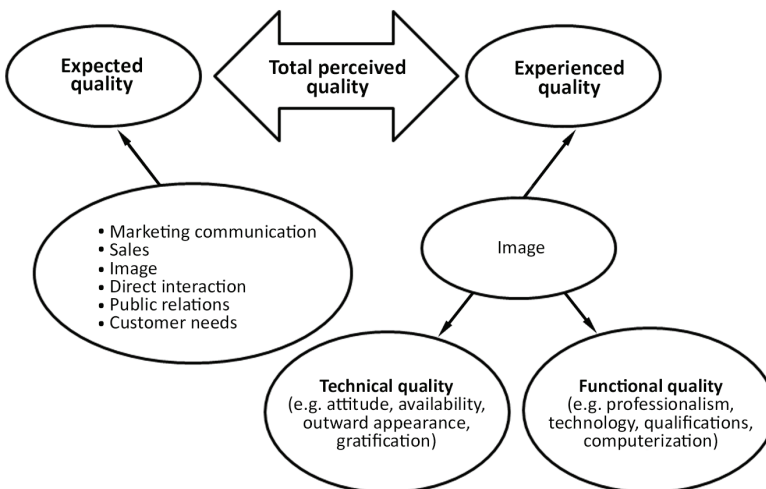 Expected
quality
Total perceived
quality
Experienced
quality
• Marketing communication
• Sales
• Image
• Direct interaction
• Public relations
• Customer needs
Image
Technical quality
(e.g. attitude, availability,
outward appearance,
gratification)
Functional quality
(e.g. professionalism,
technology, qualifications,
computerization)